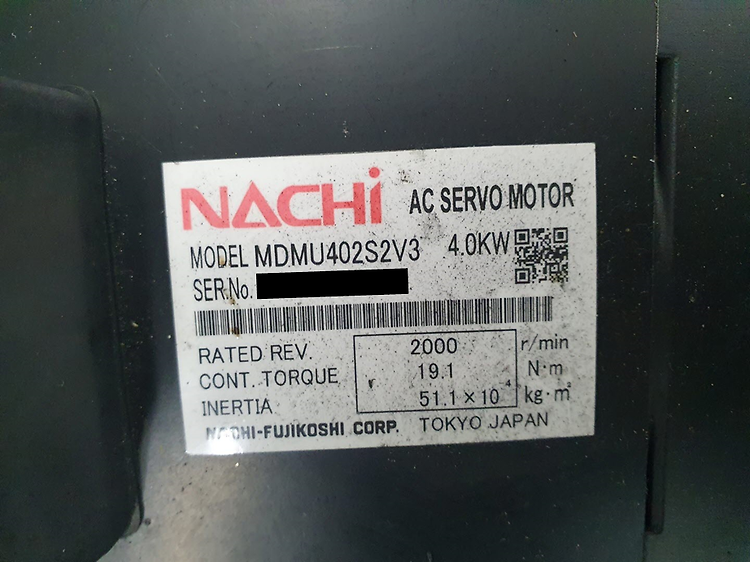 NACHi AC SERVO MOTOR
MODEL MDMU402S2V3 4.0KW
SER.No.
RATED REV. 2000 r/min
CONT. TORQUE 19.1 N·m
INERTIA 51.1×10⁻⁴ kg·m²
NACHI-FUJIKOSHI CORP. TOKYO JAPAN